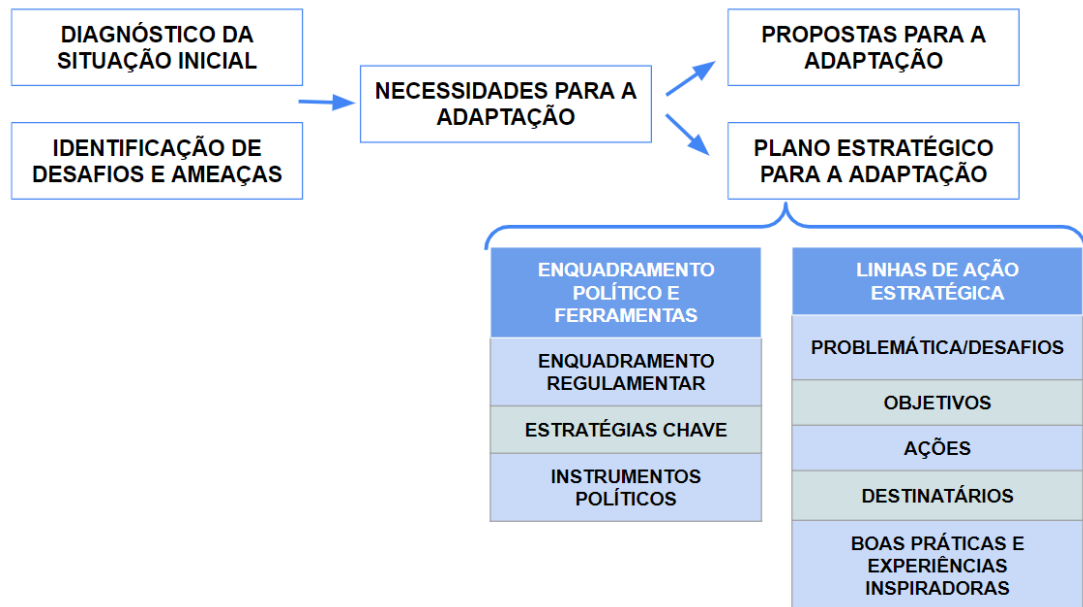 DIAGNÓSTICO DA
SITUAÇÃO INICIAL
IDENTIFICAÇÃO DE
DESAFIOS E AMEAÇAS
NECESSIDADES PARA A
ADAPTAÇÃO
PROPOSTAS PARA A
ADAPTAÇÃO
PLANO ESTRATÉGICO
PARA A ADAPTAÇÃO
ENQUADRAMENTO
POLÍTICO E
FERRAMENTAS
ENQUADRAMENTO
REGULAMENTAR
ESTRATÉGIAS CHAVE
INSTRUMENTOS
POLÍTICOS
LINHAS DE AÇÃO
ESTRATÉGICA
PROBLEMÁTICA/DESAFIOS
OBJETIVOS
AÇÕES
DESTINATÁRIOS
BOAS PRÁTICAS E
EXPERIÊNCIAS
INSPIRADORAS